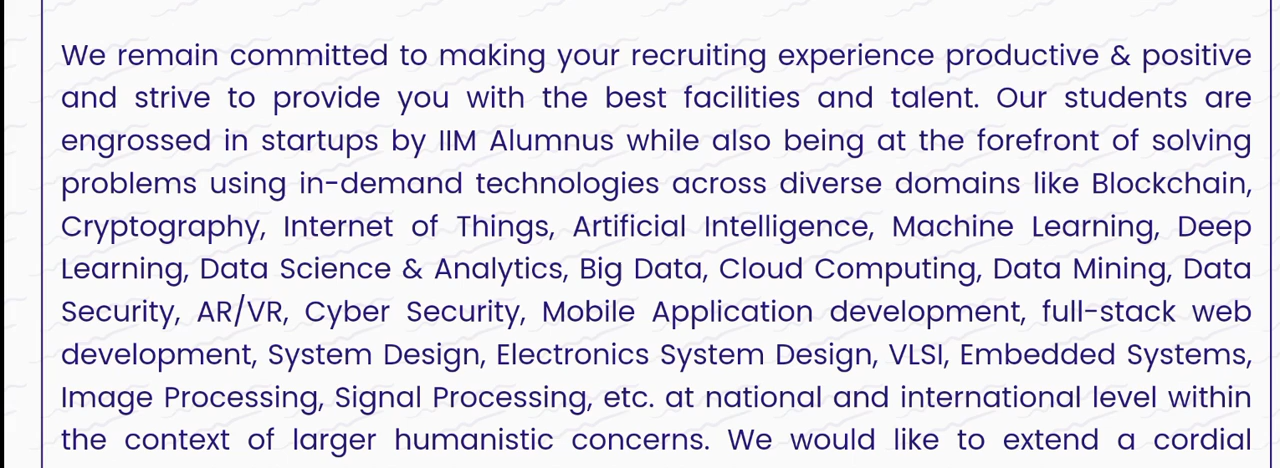 We remain committed to making your recruiting experience productive & positive
and strive to provide you with the best facilities and talent. Our students are
engrossed in startups by IIM Alumnus while also being at the forefront of solving
problems using in-demand technologies across diverse domains like Blockchain,
Cryptography, Internet of Things, Artificial Intelligence, Machine Learning, Deep
Learning, Data Science & Analytics, Big Data, Cloud Computing, Data Mining, Data
Security, AR/VR, Cyber Security, Mobile Application development, full-stack web
development, System Design, Electronics System Design, VLSI, Embedded Systems,
Image Processing, Signal Processing, etc. at national and international level within
the context of larger humanistic concerns. We would like to extend a cordial